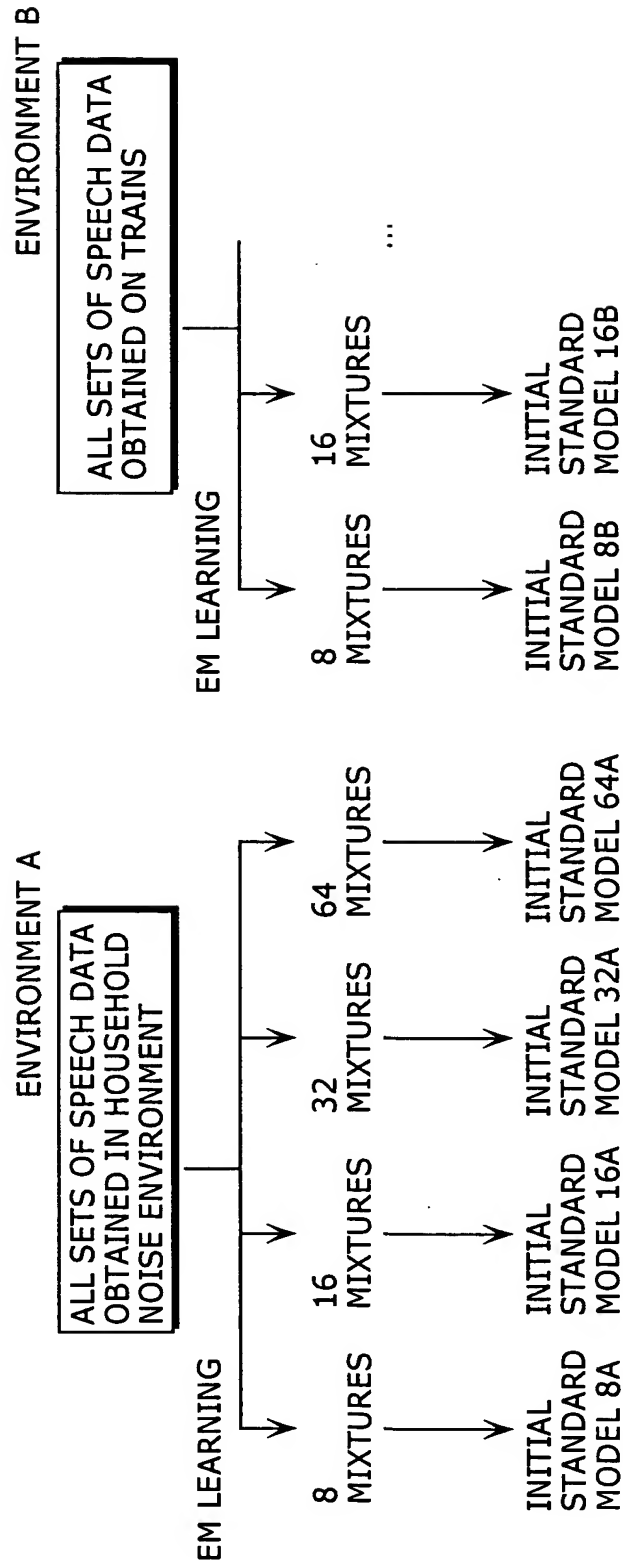 ENVIRONMENT A
ALL SETS OF SPEECH DATA
OBTAINED IN HOUSEHOLD
NOISE ENVIRONMENT
EM LEARNING
8
MIXTURES
16
MIXTURES
32
MIXTURES
64
MIXTURES
INITIAL
STANDARD
MODEL 8A
INITIAL
STANDARD
MODEL 16A
INITIAL
STANDARD
MODEL 32A
INITIAL
STANDARD
MODEL 64A
ENVIRONMENT B
ALL SETS OF SPEECH DATA
OBTAINED ON TRAINS
EM LEARNING
8
MIXTURES
16
MIXTURES
...
INITIAL
STANDARD
MODEL 8B
INITIAL
STANDARD
MODEL 16B